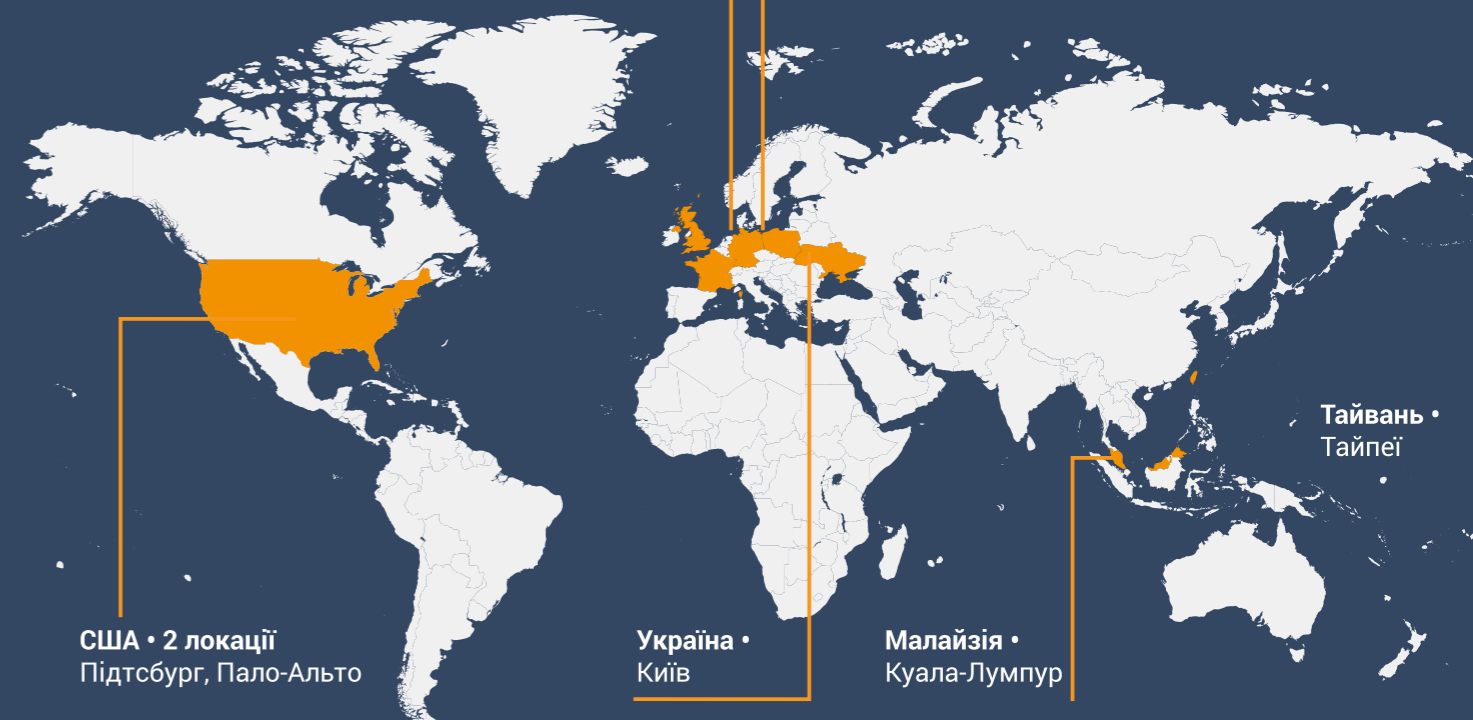 Тайвань •
Тайпеї
США • 2 локації
Підтсбург, Пало-Альто
Україна •
Київ
Малайзія •
Куала-Лумпур